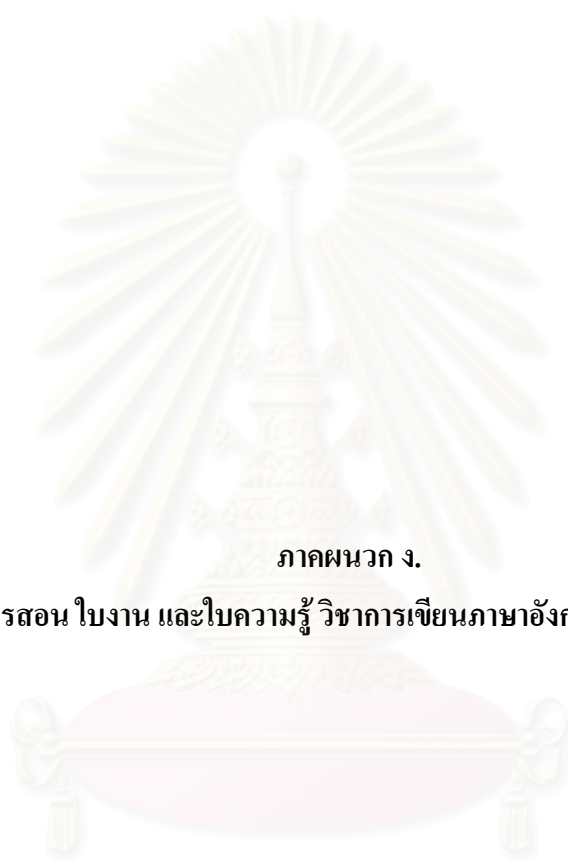 ภาคผนวก ง.
รสอน ใบงาน และใบความรู้ วิชาการเขียนภาษาอัง